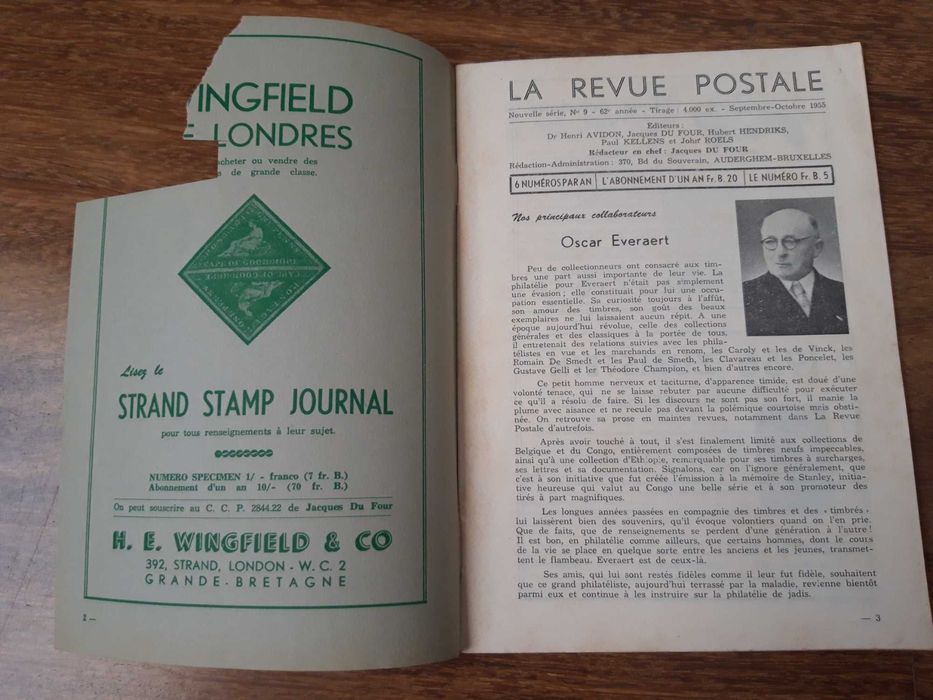 INGFIELD
LONDRES
acheter ou vendre des
de grande classe.
CAPE OF GOOD HOPE
CAPE OF GOOD HOPE
Lisez le
STRAND STAMP JOURNAL
pour tous renseignements à leur sujet.
NUMERO SPECIMEN 1/ - franco (7 fr. B.)
Abonnement d'un an 10/- (70 fr. B.)
On peut souscrire au C. C. P. 2844.22 de Jacques Du Four
H. E. WINGFIELD & CO
392, STRAND, LONDON - W. C. 2
GRANDE - BRETAGNE
2 —
LA REVUE POSTALE
Nouvelle série, No 9 - 62e année - Tirage : 4.000 ex. - Septembre-Octobre 1955
Editeurs :
Dr Henri AVIDON, Jacques DU FOUR, Hubert HENDRIKS,
Paul KELLENS et John ROELS
Rédacteur en chef : Jacques DU FOUR
Rédaction-Administration : 370, Bd du Souverain, AUDERGHEM-BRUXELLES
6 NUMÉROS PAR AN | L'ABONNEMENT D'UN AN Fr. B. 20 | LE NUMÉRO Fr. B. 5
Nos principaux collaborateurs
Oscar Everaert
Peu de collectionneurs ont consacré aux tim-
bres une part aussi importante de leur vie. La
philatélie pour Everaert n'était pas simplement
une évasion ; elle constituait pour lui une occu-
pation essentielle. Sa curiosité toujours à l'affût,
son amour des timbres, son goût des beaux
exemplaires ne lui laissaient aucun répit. A une
époque aujourd'hui révolue, celle des collections
générales et des classiques à la portée de tous,
il entretenait des relations suivies avec les phila-
télistes en vue et les marchands en renom, les Caroly et les de Vinck, les
Romain De Smedt et les Paul de Smeth, les Clavareau et les Poncelet, les
Gustave Gelli et les Théodore Champion, et bien d'autres encore.
Ce petit homme nerveux et taciturne, d'apparence timide, est doué d'une
volonté tenace, qui ne se laisse rebuter par aucune difficulté pour exécuter
ce qu'il a résolu de faire. Si les discours ne sont pas son fort, il manie la
plume avec aisance et ne recule pas devant la polémique courtoise mais obsti-
née. On retrouve sa prose en maintes revues, notamment dans La Revue
Postale d'autrefois.
Après avoir touché à tout, il s'est finalement limité aux collections de
Belgique et du Congo, entièrement composées de timbres neufs impeccables,
ainsi qu'une collection d'Ethiopie, remarquable pour ses timbres à surcharges,
ses lettres et sa documentation. Signalons, car on l'ignore généralement, que
c'est à son initiative que fut créée l'émission à la mémoire de Stanley, initia-
tive heureuse qui valut au Congo une belle série et à son promoteur des
tirés à part magnifiques.
Les longues années passées en compagnie des timbres et des « timbrés »
lui laissèrent bien des souvenirs, qu'il évoque volontiers quand on l'en prie.
Que de faits, que de renseignements se perdent d'une génération à l'autre !
Il est bon, en philatélie comme ailleurs, que certains hommes, dont le cours
de la vie se place en quelque sorte entre les anciens et les jeunes, transmet-
tent le flambeau. Everaert est de ceux-là.
Ses amis, qui lui sont restés fidèles comme il leur fut fidèle, souhaitent
que ce grand philatéliste, aujourd'hui terrassé par la maladie, revienne bientôt
parmi eux et continue à les instruire sur la philatélie de jadis.
— 3